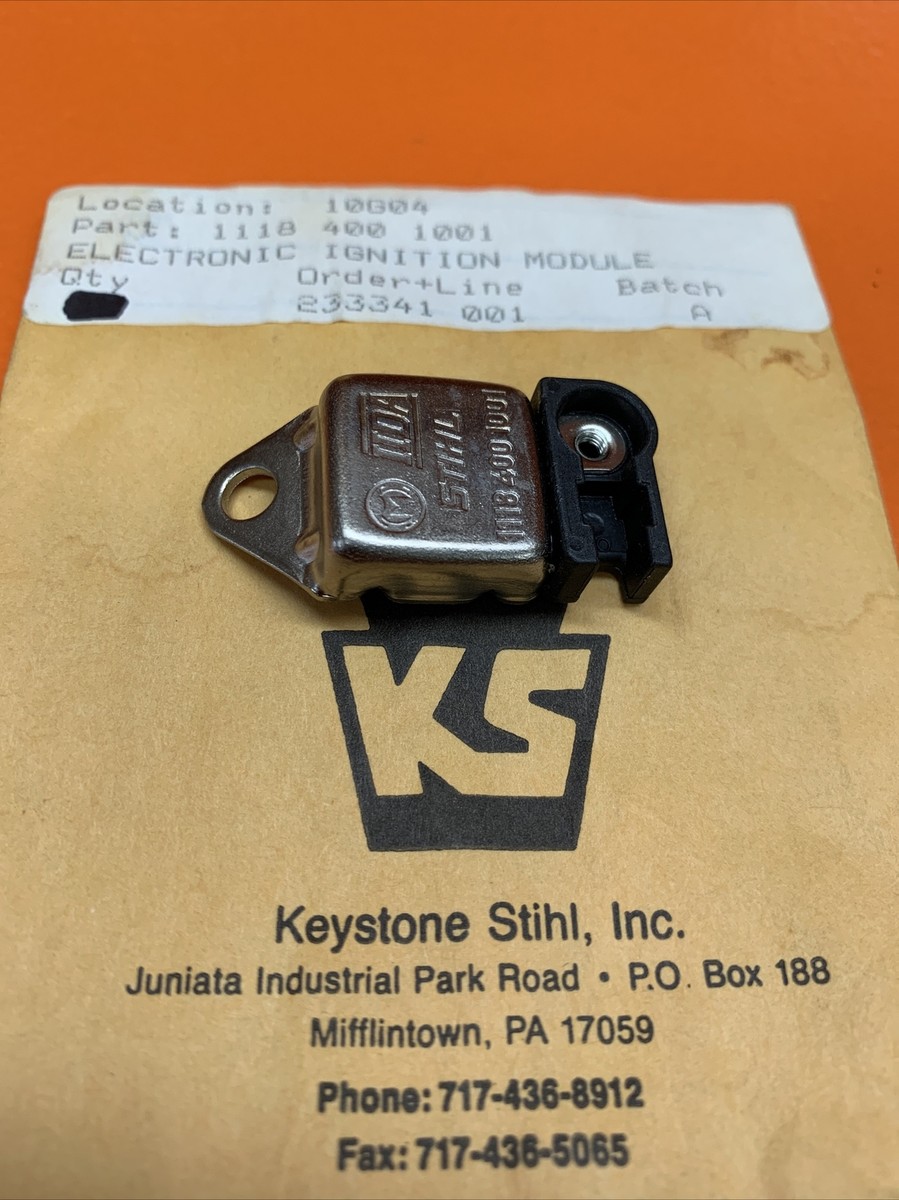 Location: 10G04
Part: 1118 400 1001
ELECTRONIC IGNITION MODULE
Qty Order+Line Batch
233341 001 A
STIHL
1118 400 1001
M
KS
Keystone Stihl, Inc.
Juniata Industrial Park Road • P.O. Box 188
Mifflintown, PA 17059
Phone: 717-436-8912
Fax: 717-436-5065